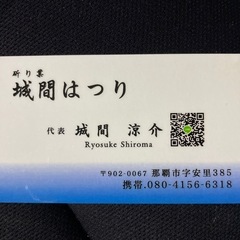 斫り業
城間はつり
代表 城間 涼介
Ryosuke Shiroma
〒902-0067 那覇市字安里385
携帯.080-4156-6318